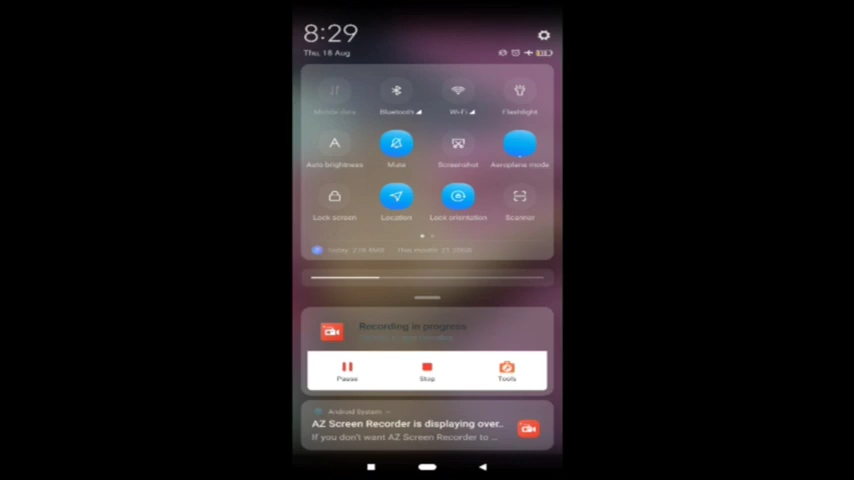 8:29
Thu, 18 Aug
Mobile data
Bluetooth
Wi-Fi
Flashlight
Auto brightness
Mute
Screenshot
Aeroplane mode
Lock screen
Location
Lock orientation
Scanner
Today:
This month:
Recording in progress
Pause
Stop
Tools
Android System
AZ Screen Recorder is displaying over..
If you don't want AZ Screen Recorder to ...